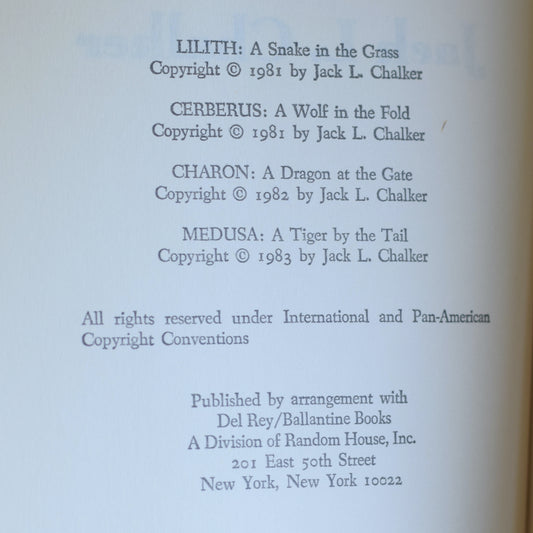 LILITH: A Snake in the Grass
Copyright © 1981 by Jack L. Chalker
CERBERUS: A Wolf in the Fold
Copyright © 1981 by Jack L. Chalker
CHARON: A Dragon at the Gate
Copyright © 1982 by Jack L. Chalker
MEDUSA: A Tiger by the Tail
Copyright © 1983 by Jack L. Chalker
All rights reserved under International and Pan-American
Copyright Conventions
Published by arrangement with
Del Rey/Ballantine Books
A Division of Random House, Inc.
201 East 50th Street
New York, New York 10022